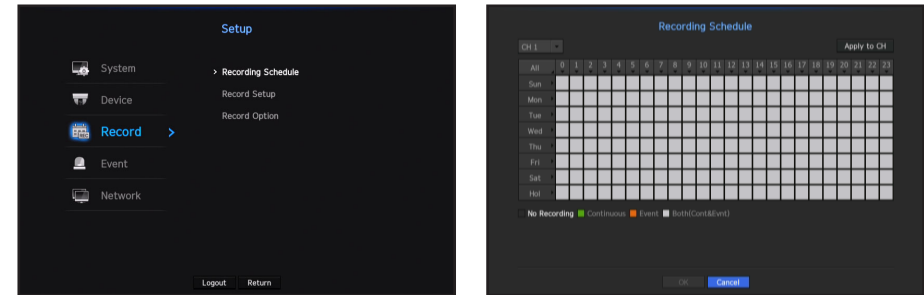 Setup
System
Device
Record >
Event
Network
> Recording Schedule
Record Setup
Record Option
Logout Return
Recording Schedule
CH 1 Apply to CH
All 0 1 2 3 4 5 6 7 8 9 10 11 12 13 14 15 16 17 18 19 20 21 22 23
Sun
Mon
Tue
Wed
Thu
Fri
Sat
Hol
No Recording Continuous Event Both(Cont&Evnt)
OK Cancel